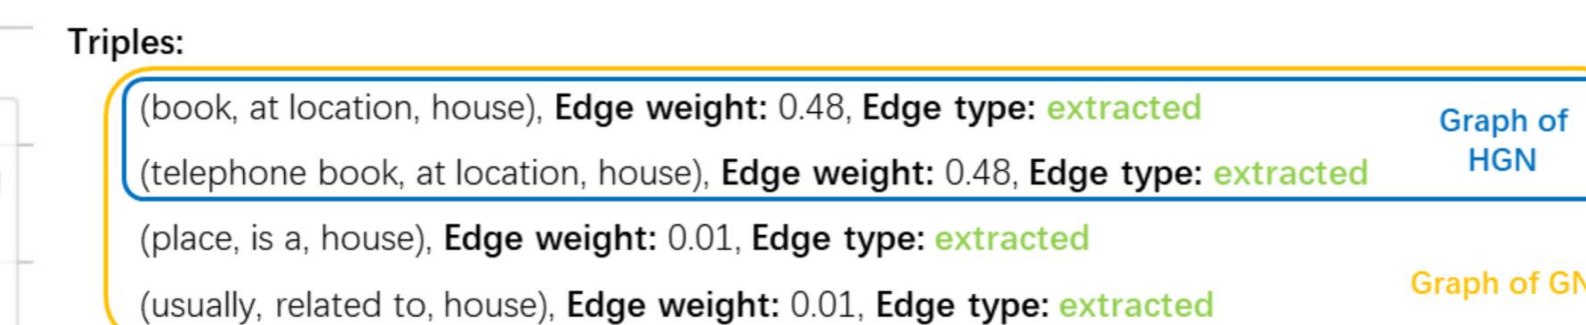 Triples:
(book, at location, house), Edge weight: 0.48, Edge type: extracted
Graph of
HGN
(telephone book, at location, house), Edge weight: 0.48, Edge type: extracted
(place, is a, house), Edge weight: 0.01, Edge type: extracted
Graph of
(usually, related to, house), Edge weight: 0.01, Edge type: extracted